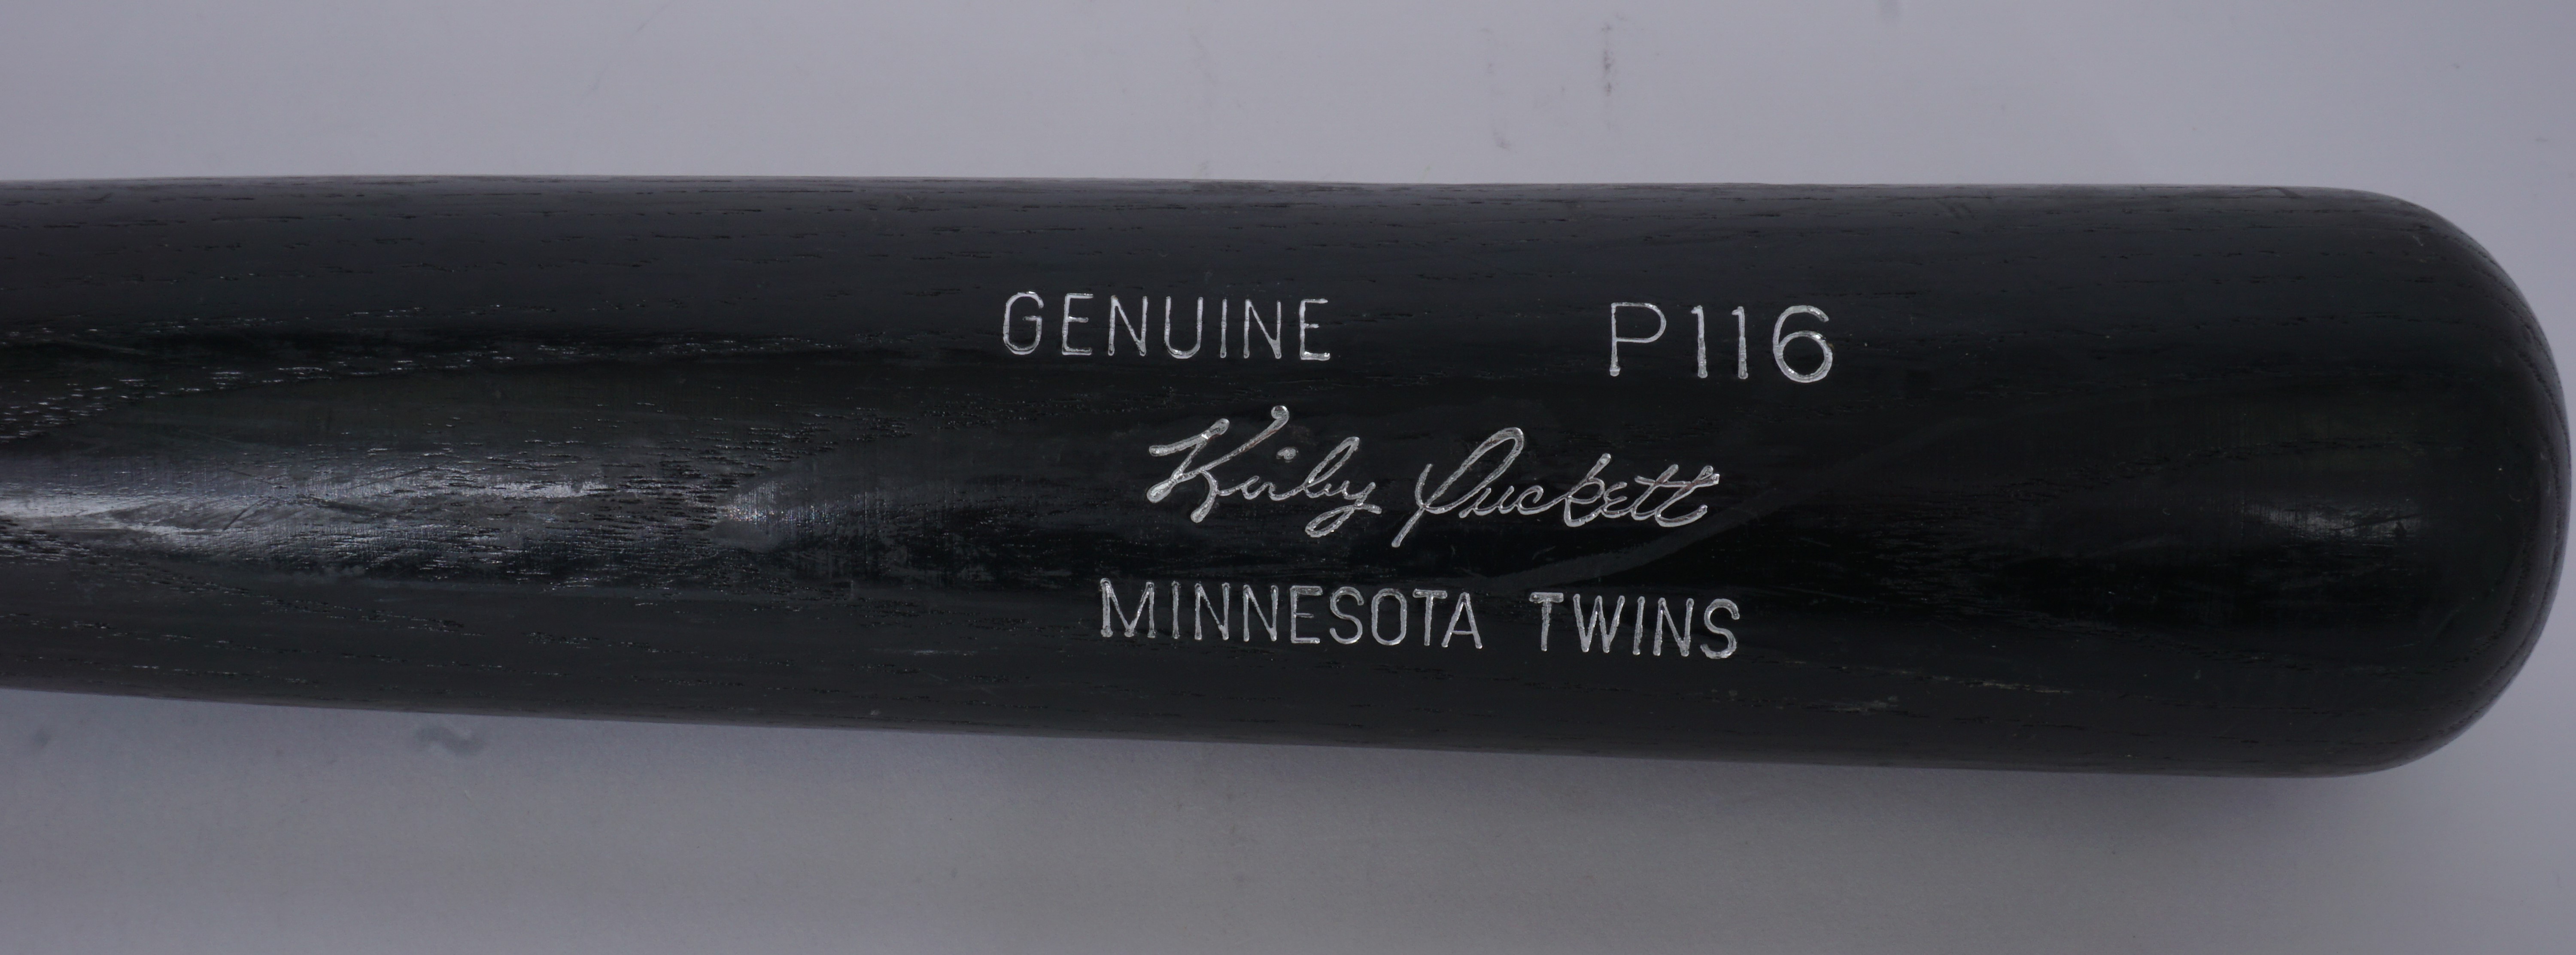 GENUINE P116
Kirby Puckett
MINNESOTA TWINS